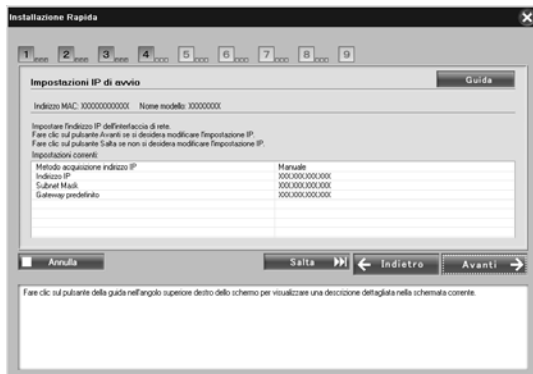 Installazione Rapida
1 2 3 4 5 6 7 8 9
Impostazioni IP di avvio
Guida
Indirizzo MAC: XXXXXXXXXXXX Nome modello: XXXXXXXX
Impostare l'indirizzo IP dell'interfaccia di rete.
Fare clic sul pulsante Avanti se si desidera modificare l'impostazione IP.
Fare clic sul pulsante Salta se non si desidera modificare l'impostazione IP.
Impostazioni correnti:
Metodo acquisizione indirizzo IP Manuale
Indirizzo IP XXX.XXX.XXX.XXX
Subnet Mask XXX.XXX.XXX.XXX
Gateway predefinito XXX.XXX.XXX.XXX
Annulla Salta Indietro Avanti
Fare clic sul pulsante della guida nell'angolo superiore destro dello schermo per visualizzare una descrizione dettagliata nella schermata corrente.